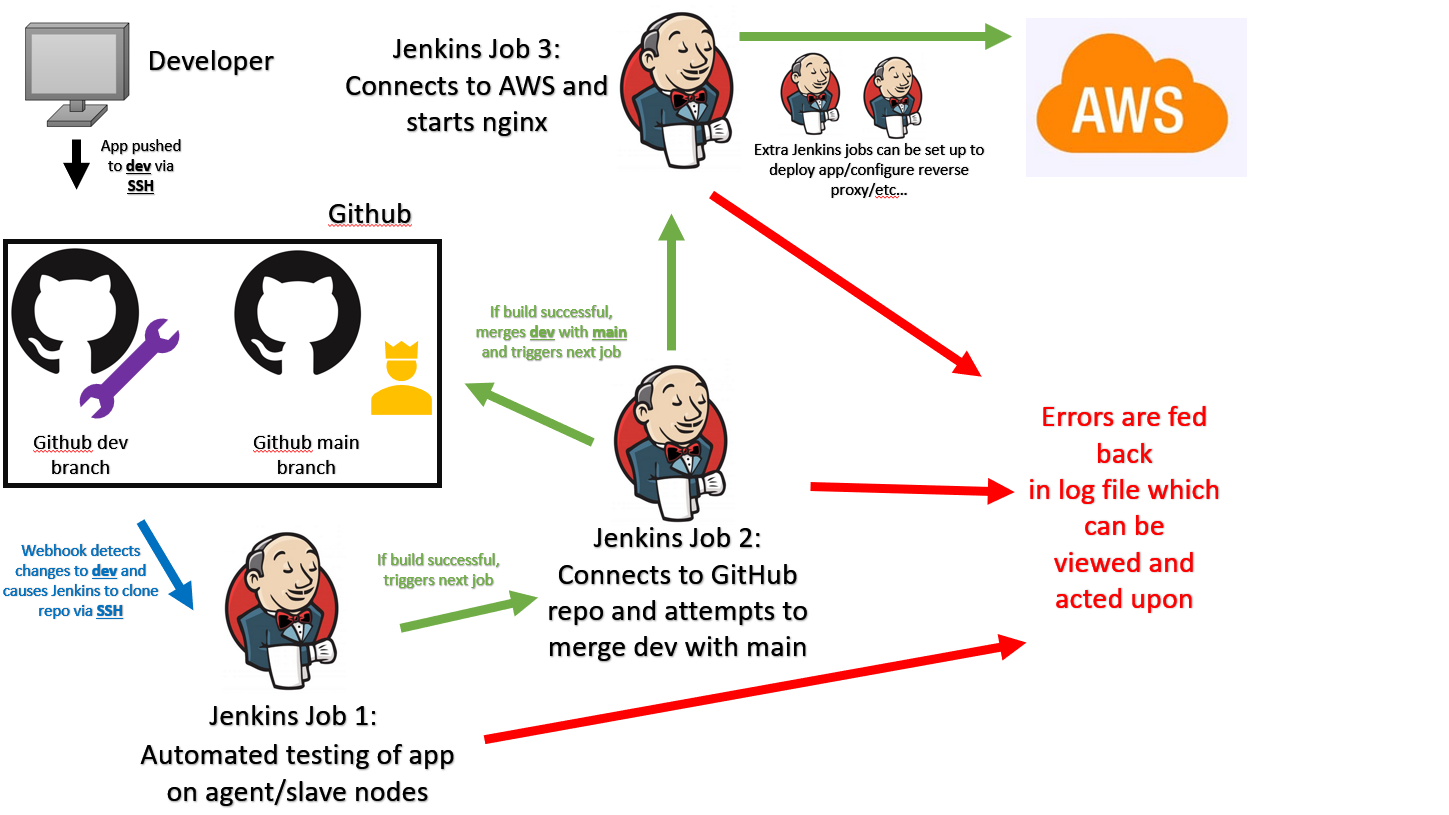 Developer
App pushed
to dev via
SSH
Github
Github dev
branch
Github main
branch
Webhook detects
changes to dev and
causes Jenkins to clone
repo via SSH
Jenkins Job 1:
Automated testing of app
on agent/slave nodes
If build successful,
triggers next job
Jenkins Job 2:
Connects to GitHub
repo and attempts to
merge dev with main
If build successful,
merges dev with main
and triggers next job
Jenkins Job 3:
Connects to AWS and
starts nginx
Extra Jenkins jobs can be set up to
deploy app/configure reverse
proxy/etc...
AWS
Errors are fed
back
in log file which
can be
viewed and
acted upon